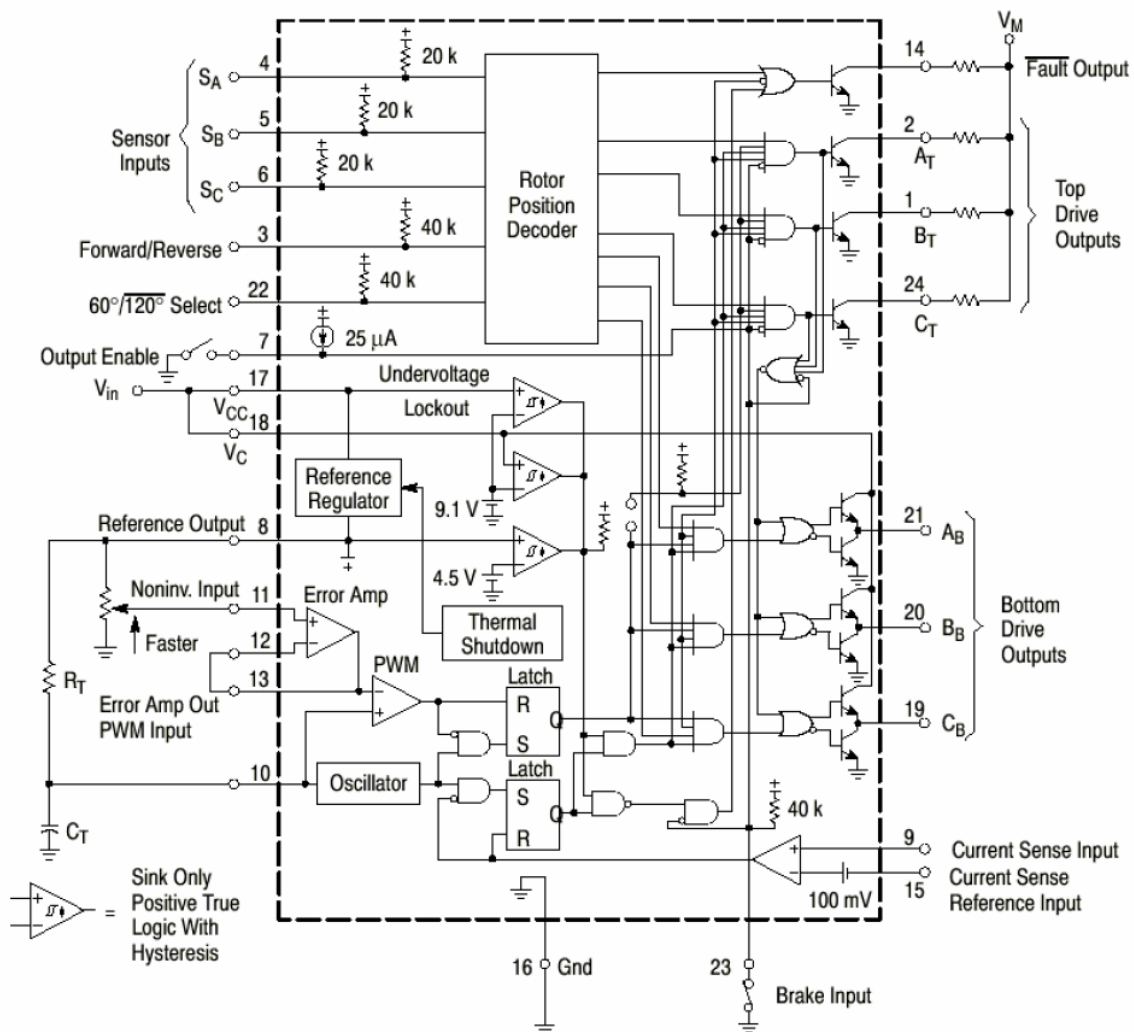 V_M
4
S_A
20 k
14
Fault Output
5
S_B
20 k
2
A_T
Sensor
Inputs
6
S_C
20 k
Rotor
Position
Decoder
1
B_T
Top
Drive
Outputs
3
Forward/Reverse
40 k
24
C_T
22
60°/120° Select
40 k
7
Output Enable
25 μA
V_in
17
V_CC
Undervoltage
Lockout
18
V_C
Reference
Regulator
9.1 V
Reference Output
8
4.5 V
21
A_B
Noninv. Input
11
Error Amp
Thermal
Shutdown
20
B_B
Bottom
Drive
Outputs
Faster
12
R_T
13
PWM
Latch
R
Q
S
19
C_B
Error Amp Out
PWM Input
10
Oscillator
Latch
S
Q
R
40 k
C_T
9
Current Sense Input
15
Current Sense
Reference Input
100 mV
= Sink Only
Positive True
Logic With
Hysteresis
16
Gnd
23
Brake Input